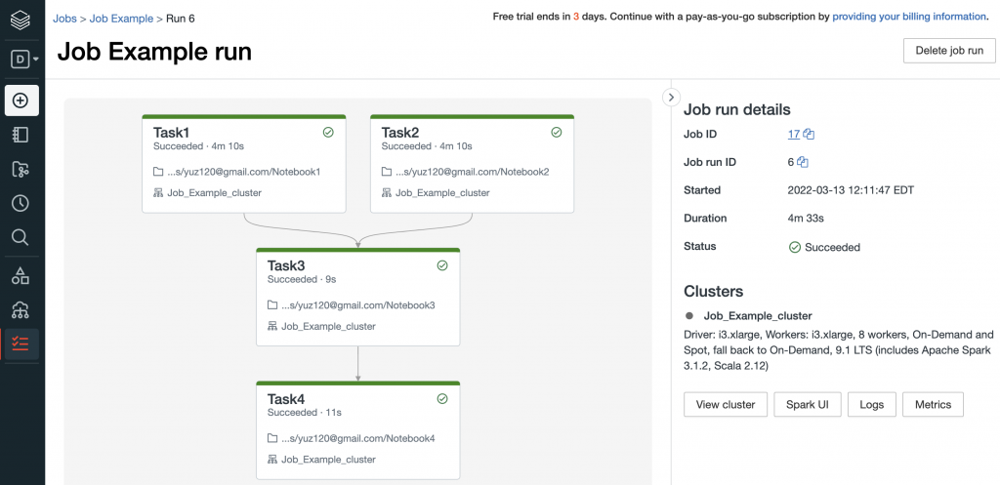 Jobs > Job Example > Run 6
Free trial ends in 3 days. Continue with a pay-as-you-go subscription by providing your billing information.
D
Job Example run
Delete job run
Task1
Succeeded · 4m 10s
...s/yuz120@gmail.com/Notebook1
Job_Example_cluster
Task2
Succeeded · 4m 10s
...s/yuz120@gmail.com/Notebook2
Job_Example_cluster
Task3
Succeeded · 9s
...s/yuz120@gmail.com/Notebook3
Job_Example_cluster
Task4
Succeeded · 11s
...s/yuz120@gmail.com/Notebook4
Job_Example_cluster
Job run details
Job ID 17
Job run ID 6
Started 2022-03-13 12:11:47 EDT
Duration 4m 33s
Status Succeeded
Clusters
Job_Example_cluster
Driver: i3.xlarge, Workers: i3.xlarge, 8 workers, On-Demand and
Spot, fall back to On-Demand, 9.1 LTS (includes Apache Spark
3.1.2, Scala 2.12)
View cluster Spark UI Logs Metrics